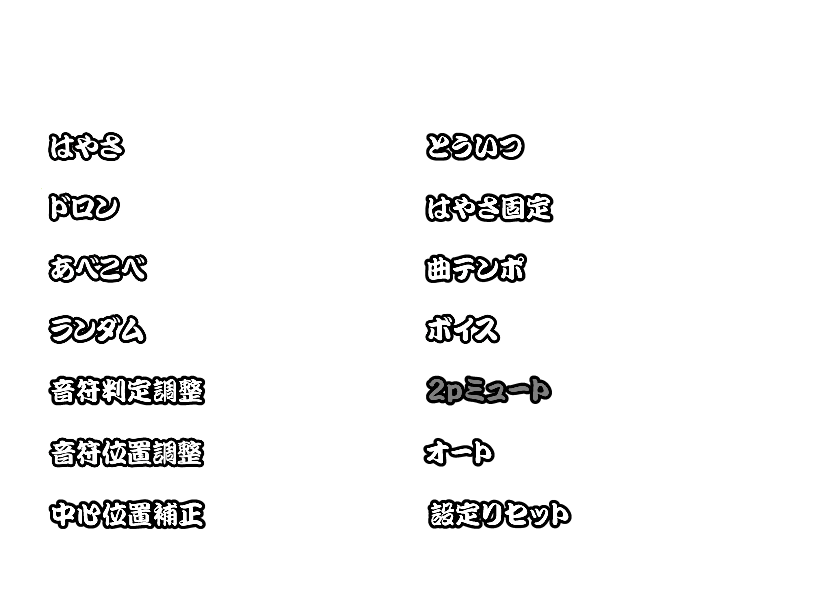 はやさ
ドロン
あべこべ
ランダム
音符判定調整
音符位置調整
中心位置補正
とういつ
はやさ固定
曲テンポ
ボイス
2pミュート
オート
設定リセット